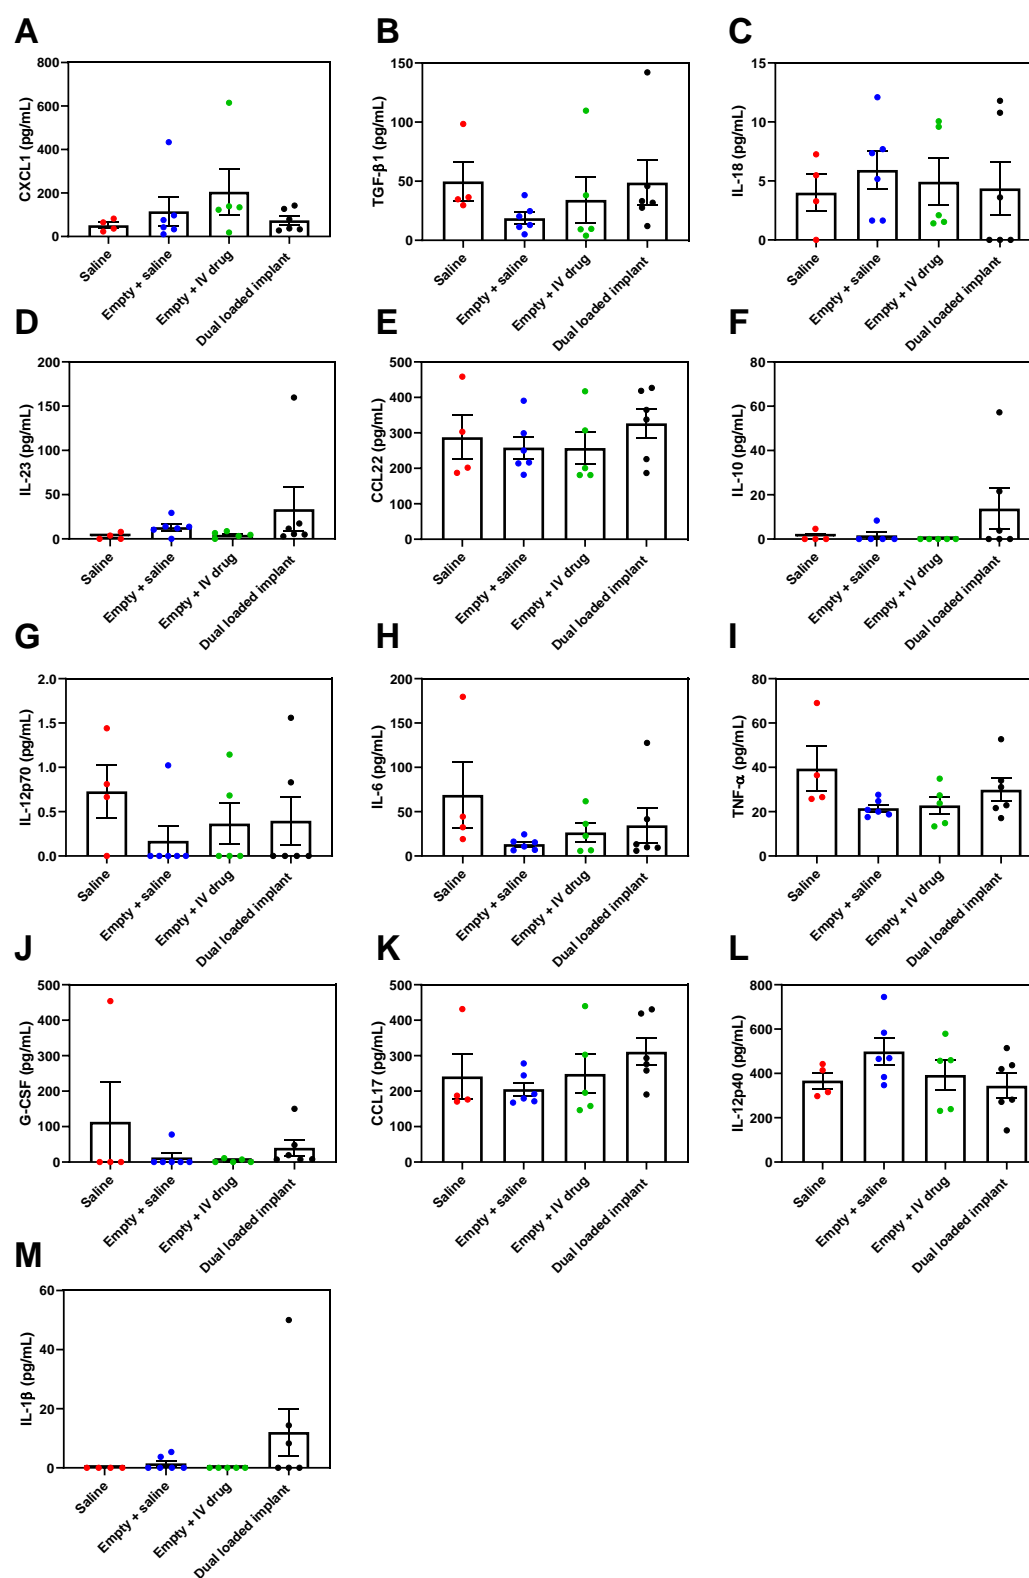 A
CXCL1 (pg/mL)
800
600
400
200
0
Saline
Empty + saline
Empty + IV drug
Dual loaded implant
B
TGF-β1 (pg/mL)
150
100
50
0
Saline
Empty + saline
Empty + IV drug
Dual loaded implant
C
IL-18 (pg/mL)
15
10
5
0
Saline
Empty + saline
Empty + IV drug
Dual loaded implant
D
IL-23 (pg/mL)
200
150
100
50
0
Saline
Empty + saline
Empty + IV drug
Dual loaded implant
E
CCL22 (pg/mL)
500
400
300
200
100
0
Saline
Empty + saline
Empty + IV drug
Dual loaded implant
F
IL-10 (pg/mL)
80
60
40
20
0
Saline
Empty + saline
Empty + IV drug
Dual loaded implant
G
IL-12p70 (pg/mL)
2.0
1.5
1.0
0.5
0.0
Saline
Empty + saline
Empty + IV drug
Dual loaded implant
H
IL-6 (pg/mL)
200
150
100
50
0
Saline
Empty + saline
Empty + IV drug
Dual loaded implant
I
TNF-α (pg/mL)
80
60
40
20
0
Saline
Empty + saline
Empty + IV drug
Dual loaded implant
J
G-CSF (pg/mL)
500
400
300
200
100
0
Saline
Empty + saline
Empty + IV drug
Dual loaded implant
K
CCL17 (pg/mL)
500
400
300
200
100
0
Saline
Empty + saline
Empty + IV drug
Dual loaded implant
L
IL-12p40 (pg/mL)
800
600
400
200
0
Saline
Empty + saline
Empty + IV drug
Dual loaded implant
M
IL-1β (pg/mL)
60
40
20
0
Saline
Empty + saline
Empty + IV drug
Dual loaded implant